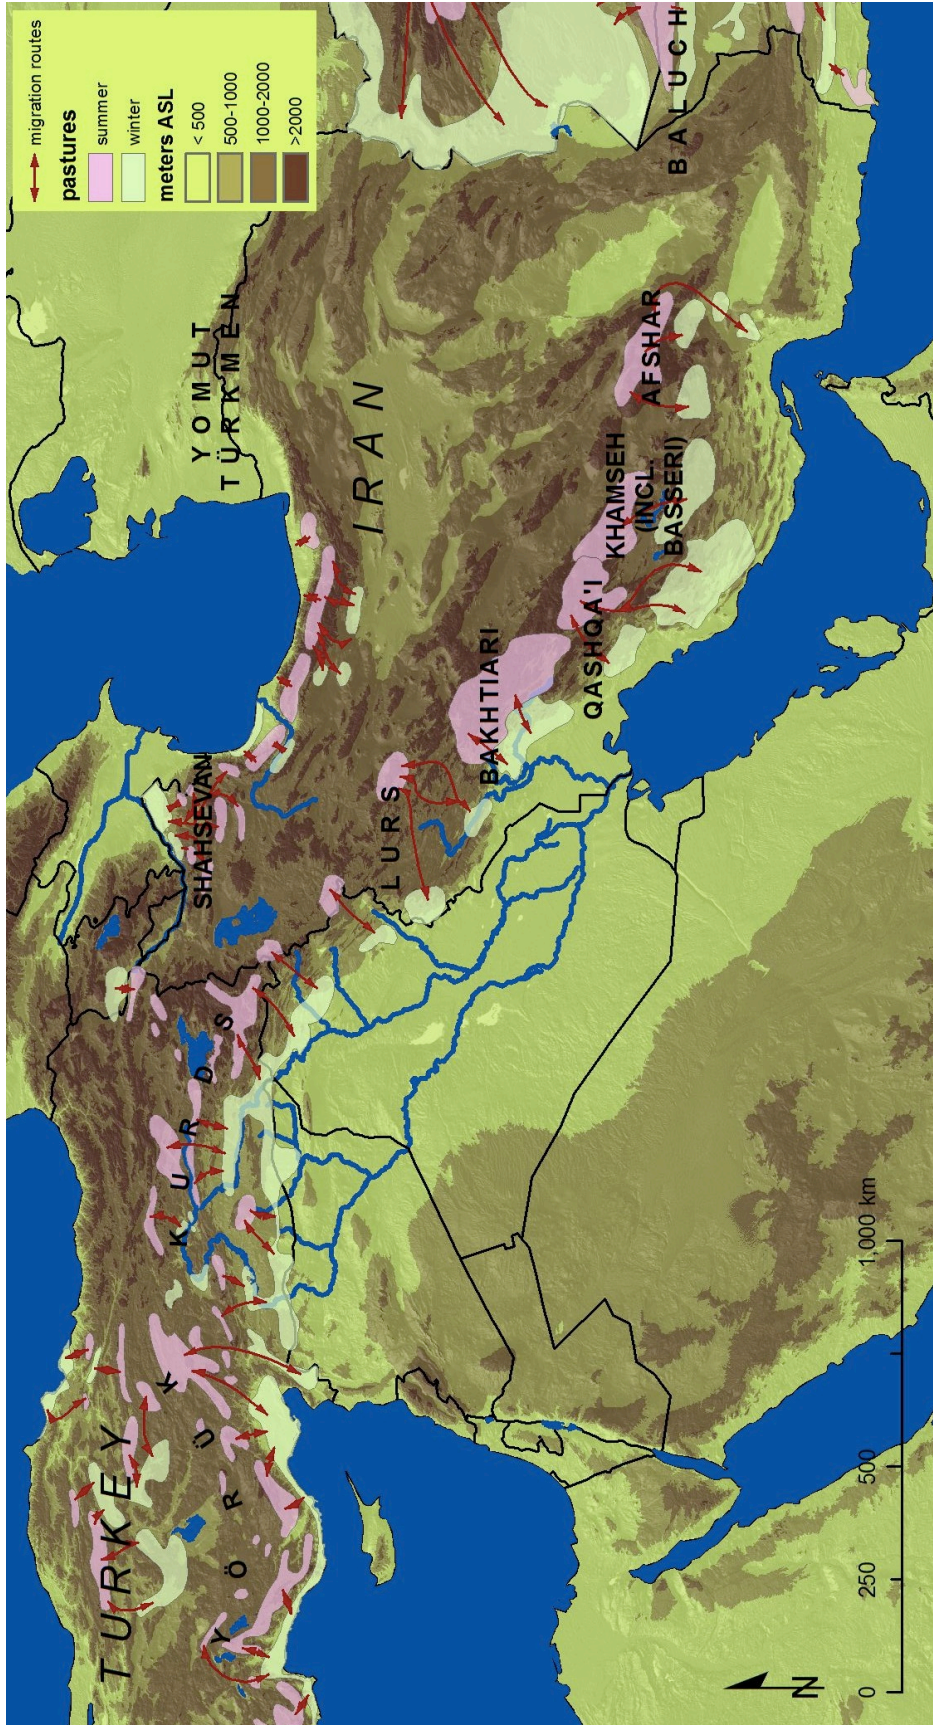 migration routes
pastures
summer
winter
meters ASL
< 500
500-1000
1000-2000
>2000
TURKEY
YÖRÜK
KURDS
SHAHSEVAN
YOMUT
TÜRKMEN
IRAN
LURS
BAKHTIARI
QASHQA'I
KHAMSEH
(INCL.
BASSERI)
AFSHAR
BALUCH
N
0 250 500 1,000 km